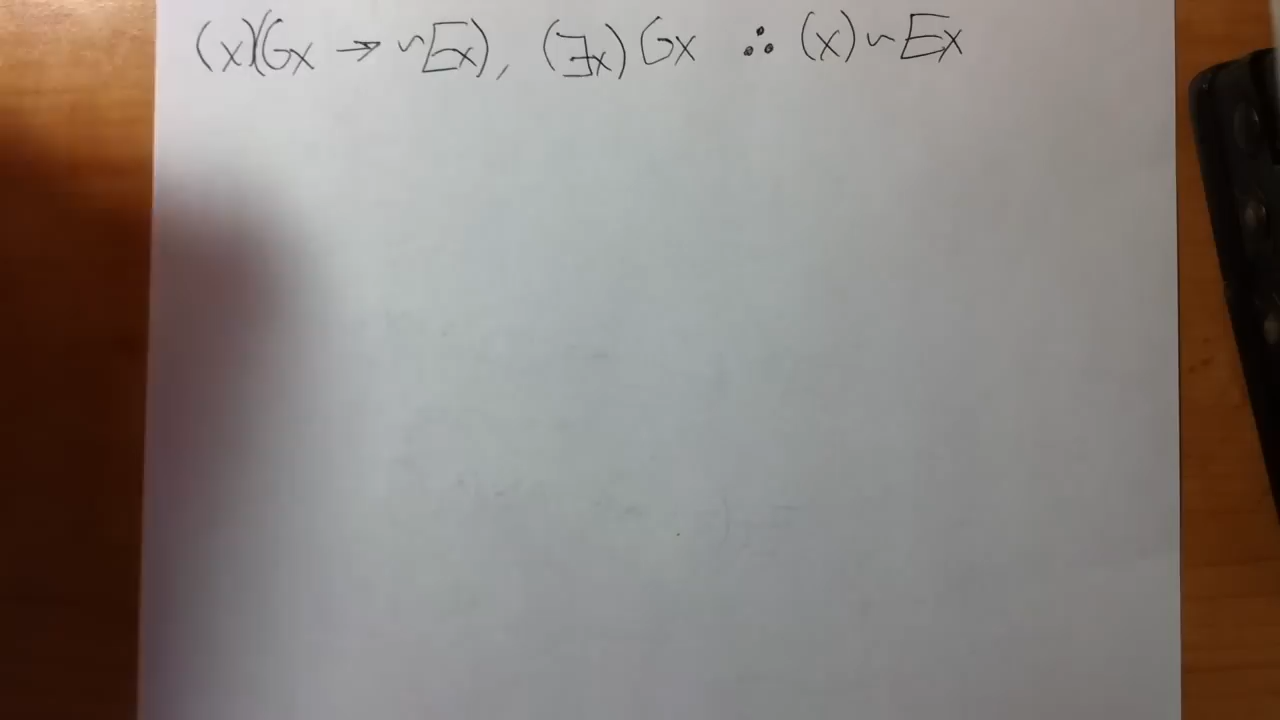 (x)(Gx → ~Ex), (∃x) Gx ∴ (x) ~Ex